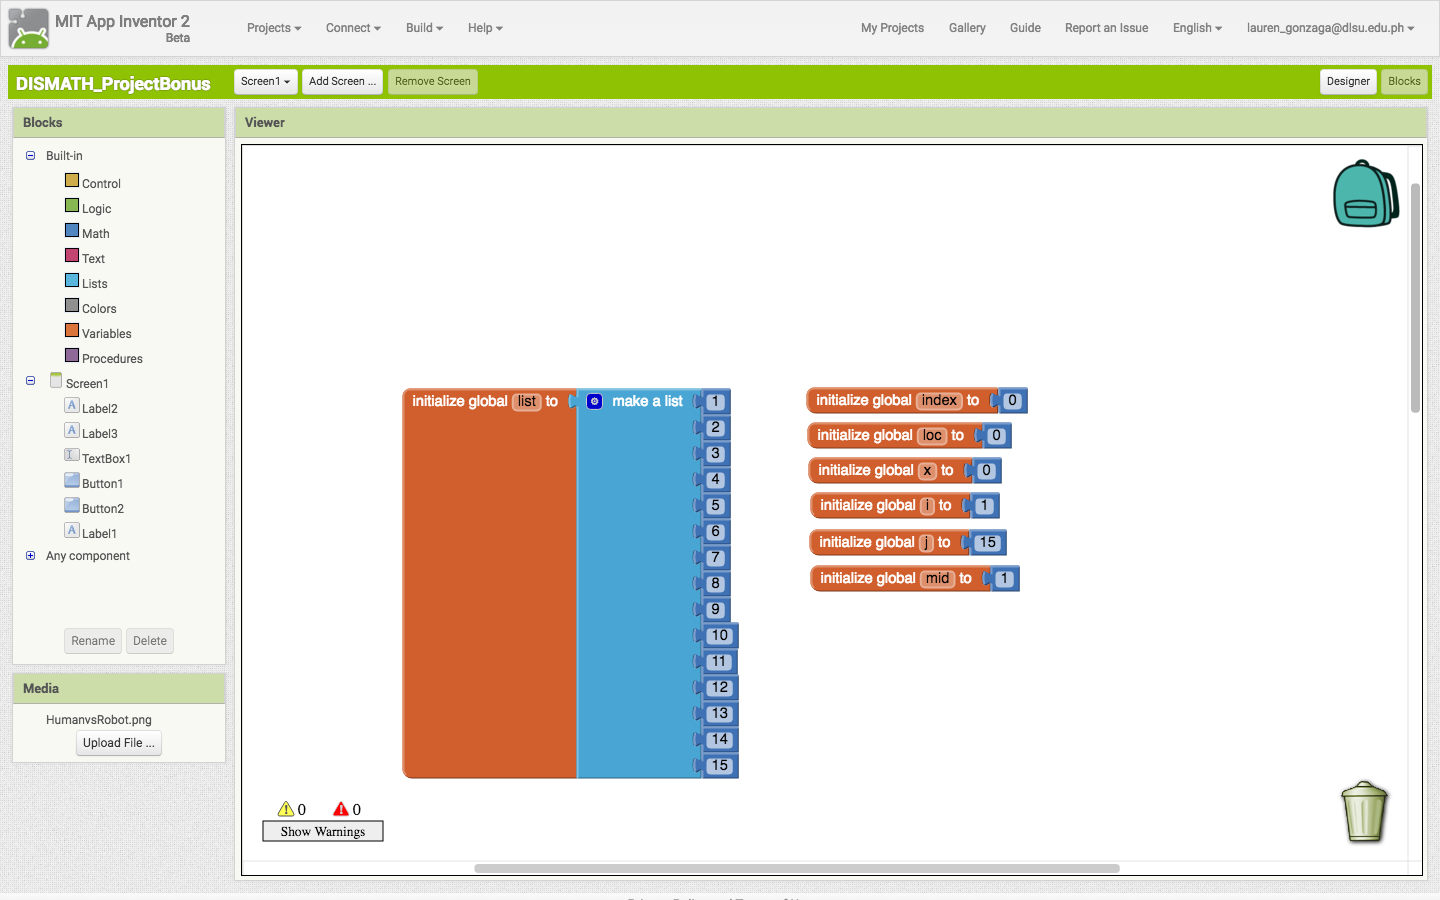 MIT App Inventor 2
Beta
Projects Connect Build Help My Projects Gallery Guide Report an Issue English lauren_gonzaga@dlsu.edu.ph
DISMATH_ProjectBonus Screen1 Add Screen ... Remove Screen Designer Blocks
Blocks
Built-in
Control
Logic
Math
Text
Lists
Colors
Variables
Procedures
Screen1
Label2
Label3
TextBox1
Button1
Button2
Label1
Any component
Rename Delete
Media
HumanvsRobot.png
Upload File ...
Viewer
initialize global list to make a list 1
2
3
4
5
6
7
8
9
10
11
12
13
14
15
initialize global index to 0
initialize global loc to 0
initialize global x to 0
initialize global i to 1
initialize global j to 15
initialize global mid to 1
0 0
Show Warnings